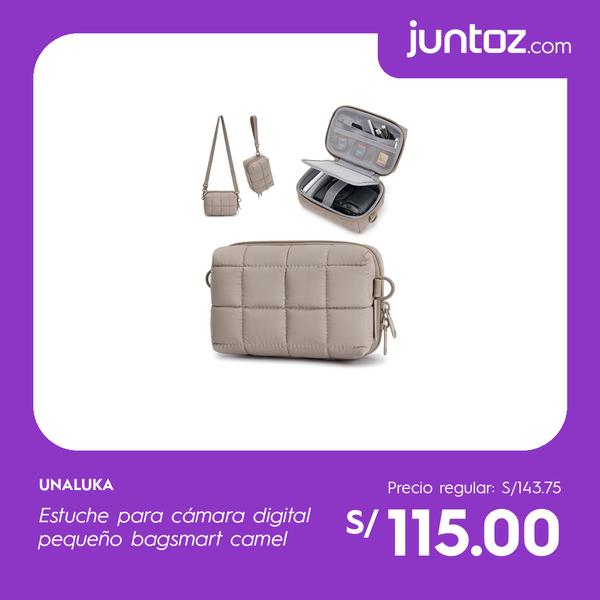 juntoz.com
UNALUKA
Estuche para cámara digital
pequeño bagsmart camel
Precio regular: S/143.75
S/115.00